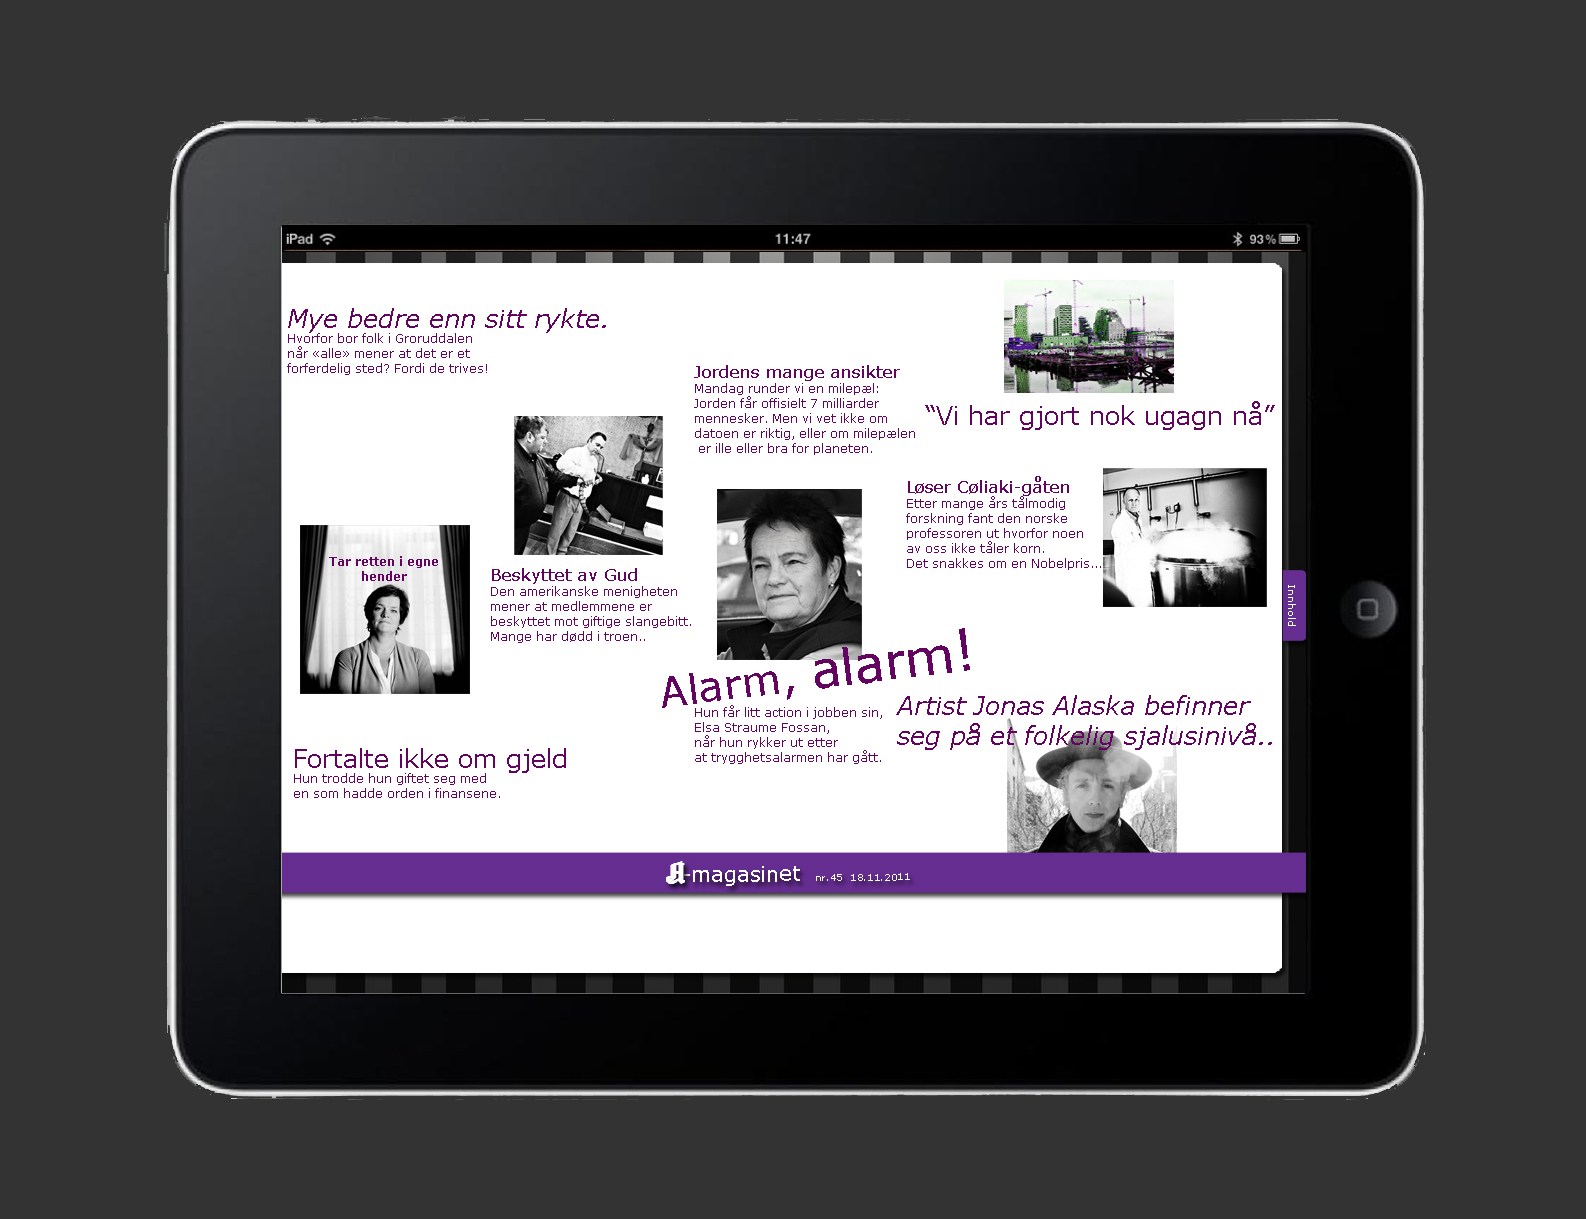 iPad
11:47
93%
Mye bedre enn sitt rykte.
Hvorfor bor folk i Groruddalen
når «alle» mener at det er et
forferdelig sted? Fordi de trives!
Jordens mange ansikter
Mandag runder vi en milepæl:
Jorden får offisielt 7 milliarder
mennesker. Men vi vet ikke om
datoen er riktig, eller om milepælen
er ille eller bra for planeten.
“Vi har gjort nok ugagn nå”
Løser Cøliaki-gåten
Etter mange års tålmodig
forskning fant den norske
professoren ut hvorfor noen
av oss ikke tåler korn.
Det snakkes om en Nobelpris...
Tar retten i egne
hender
Beskyttet av Gud
Den amerikanske menigheten
mener at medlemmene er
beskyttet mot giftige slangebitt.
Mange har dødd i troen..
Innhold
Alarm, alarm!
Hun får litt action i jobben sin,
Elsa Straume Fossan,
når hun rykker ut etter
at trygghetsalarmen har gått.
Artist Jonas Alaska befinner
seg på et folkelig sjalusinivå..
Fortalte ikke om gjeld
Hun trodde hun giftet seg med
en som hadde orden i finansene.
A-magasinet nr.45 18.11.2011